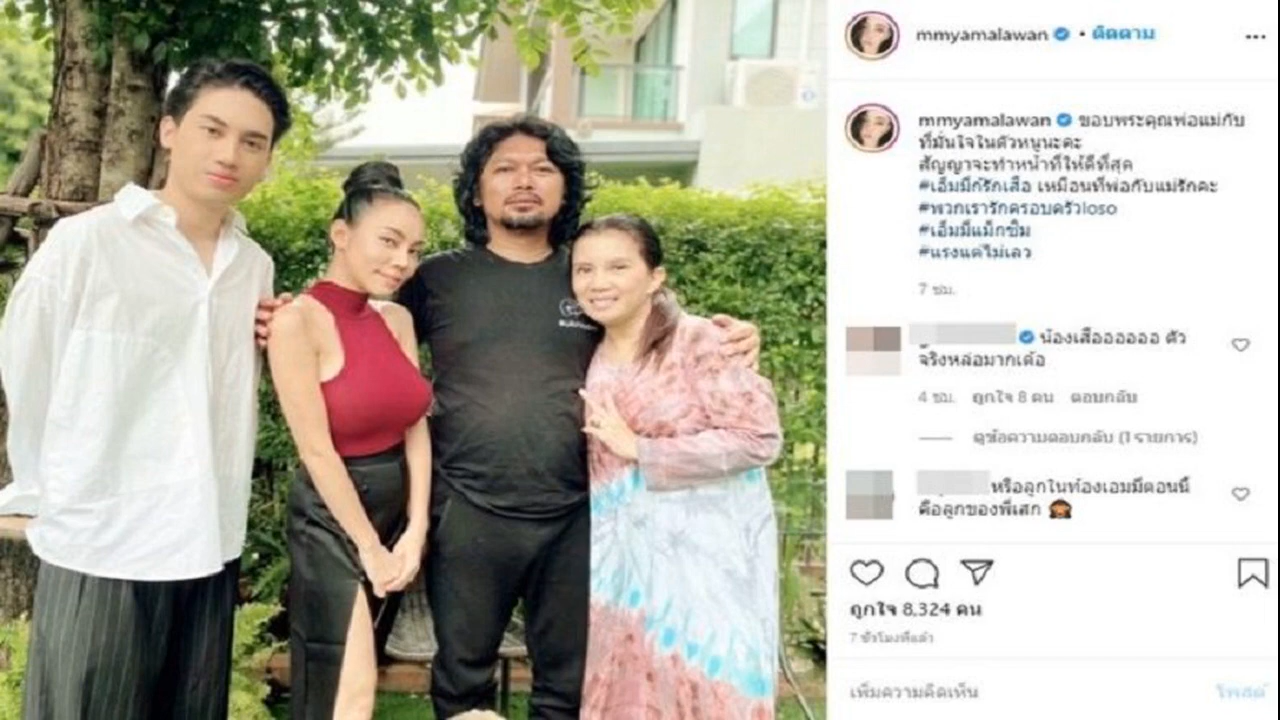 mmyamalawan • ติดตาม
mmyamalawan ขอบพระคุณพ่อแม่กับ
ที่มั่นใจในตัวหนูนะคะ
สัญญาจะทำหน้าที่ให้ดีที่สุด
#เอ็มมี่ก็รักเสือ เหมือนที่พ่อกับแม่รักคะ
#พวกเรารักครอบครัวloso
#เอ็มมี่แม็กซิ่ม
#แรงแต่ไม่เลว
7 ชม.
น้องเสืออออออ ตัว
จริงหล่อมากเด้อ
4 ชม. ถูกใจ 8 คน ตอบกลับ
ดูข้อความตอบกลับ (1 รายการ)
หรือลูกในท้องเอมมี่ตอนนี้
คือลูกของพี่เสก
ถูกใจ 8,324 คน
7 ชั่วโมงที่แล้ว
เพิ่มความคิดเห็น โพสต์